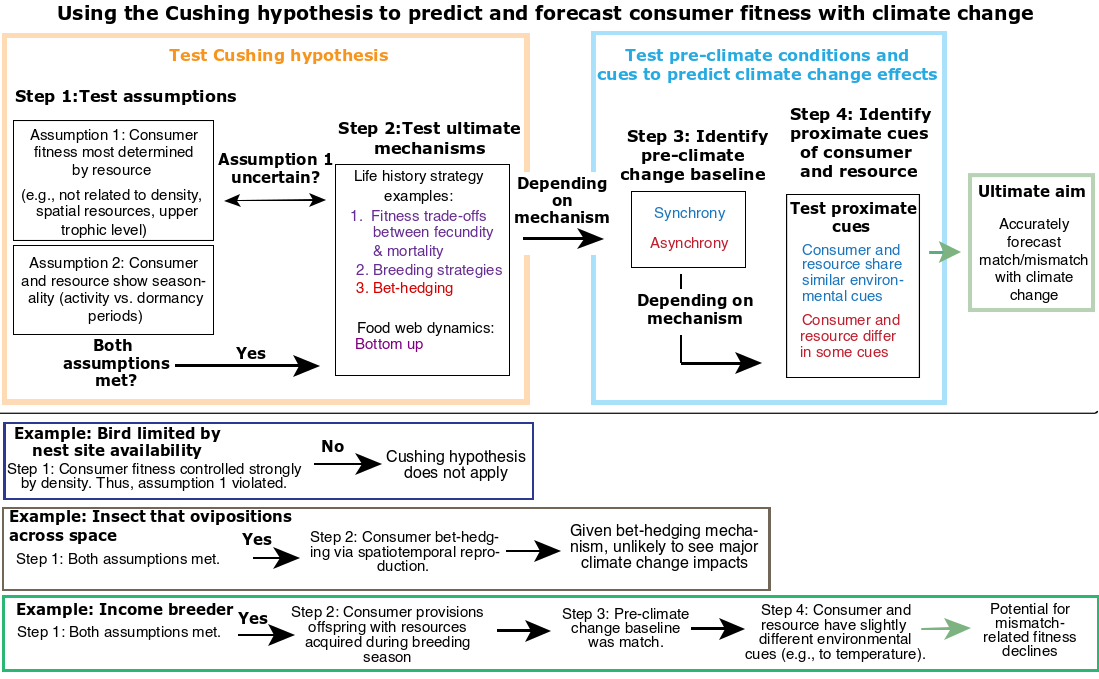 Using the Cushing hypothesis to predict and forecast consumer fitness with climate change
Test Cushing hypothesis
Step 1:Test assumptions
Assumption 1: Consumer
fitness most determined
by resource
(e.g., not related to density,
spatial resources, upper
trophic level)
Assumption 2: Consumer
and resource show season-
ality (activity vs. dormancy
periods)
Both
assumptions
met?
Yes
Assumption 1
uncertain?
Step 2:Test ultimate
mechanisms
Life history strategy
examples:
1. Fitness trade-offs
between fecundity
& mortality
2. Breeding strategies
3. Bet-hedging
Food web dynamics:
Bottom up
Depending
on
mechanism
Test pre-climate conditions and
cues to predict climate change effects
Step 3: Identify
pre-climate
change baseline
Synchrony
Asynchrony
Depending on
mechanism
Step 4: Identify
proximate cues
of consumer
and resource
Test proximate
cues
Consumer and
resource share
similar environ-
mental cues
Consumer and
resource differ
in some cues
Ultimate aim
Accurately
forecast
match/mismatch
with climate
change
Example: Bird limited by
nest site availability
Step 1: Consumer fitness controlled strongly
by density. Thus, assumption 1 violated.
No
Cushing hypothesis
does not apply
Example: Insect that ovipositions
across space
Step 1: Both assumptions met.
Yes
Step 2: Consumer bet-hedg-
ing via spatiotemporal repro-
duction.
Given bet-hedging mecha-
nism, unlikely to see major
climate change impacts
Example: Income breeder
Step 1: Both assumptions met.
Yes
Step 2: Consumer provisions
offspring with resources
acquired during breeding
season
Step 3: Pre-climate
change baseline
was match.
Step 4: Consumer and
resource have slightly
different environmental
cues (e.g., to temperature).
Potential for
mismatch-
related fitness
declines